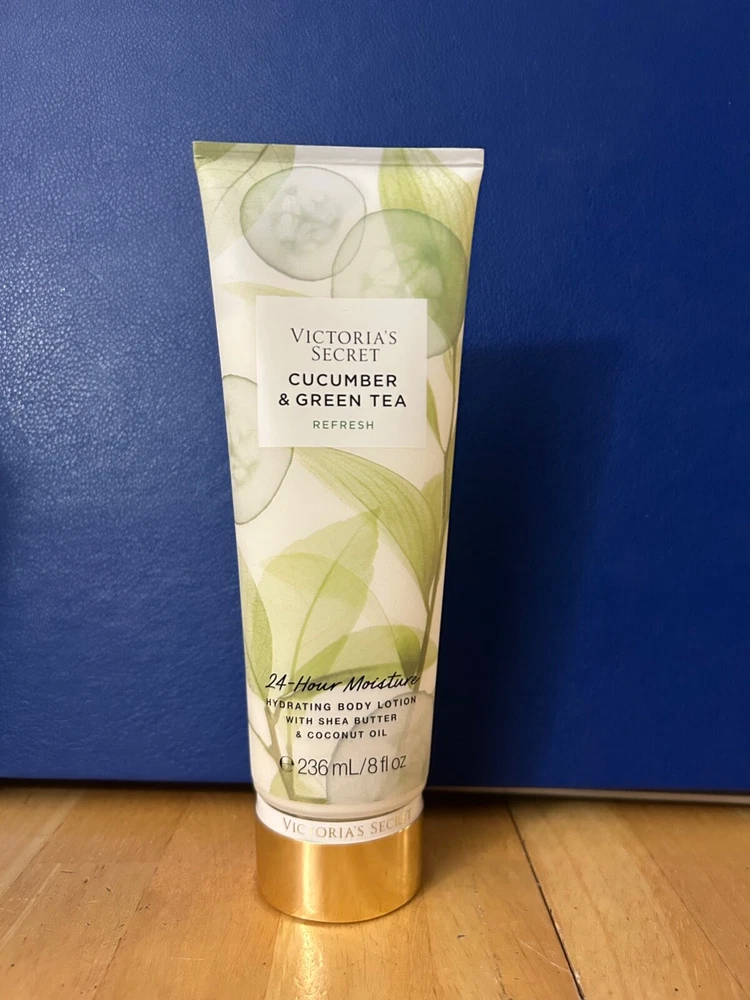 VICTORIA'S
SECRET
CUCUMBER
& GREEN TEA
REFRESH
24-Hour Moisture
HYDRATING BODY LOTION
WITH SHEA BUTTER
& COCONUT OIL
℮ 236 mL/8 fl oz
VICTORIA'S SECRET